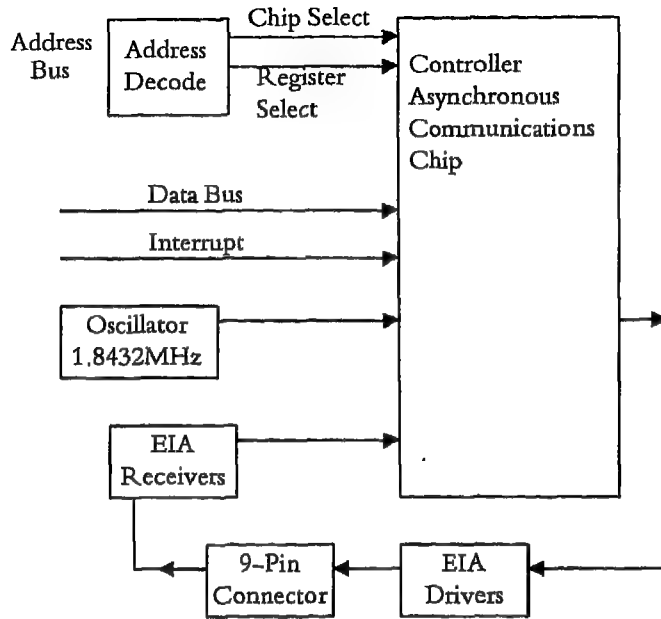 Address
Bus
Address
Decode
Chip Select
Register
Select
Controller
Asynchronous
Communications
Chip
Data Bus
Interrupt
Oscillator
1.8432MHz
EIA
Receivers
9-Pin
Connector
EIA
Drivers